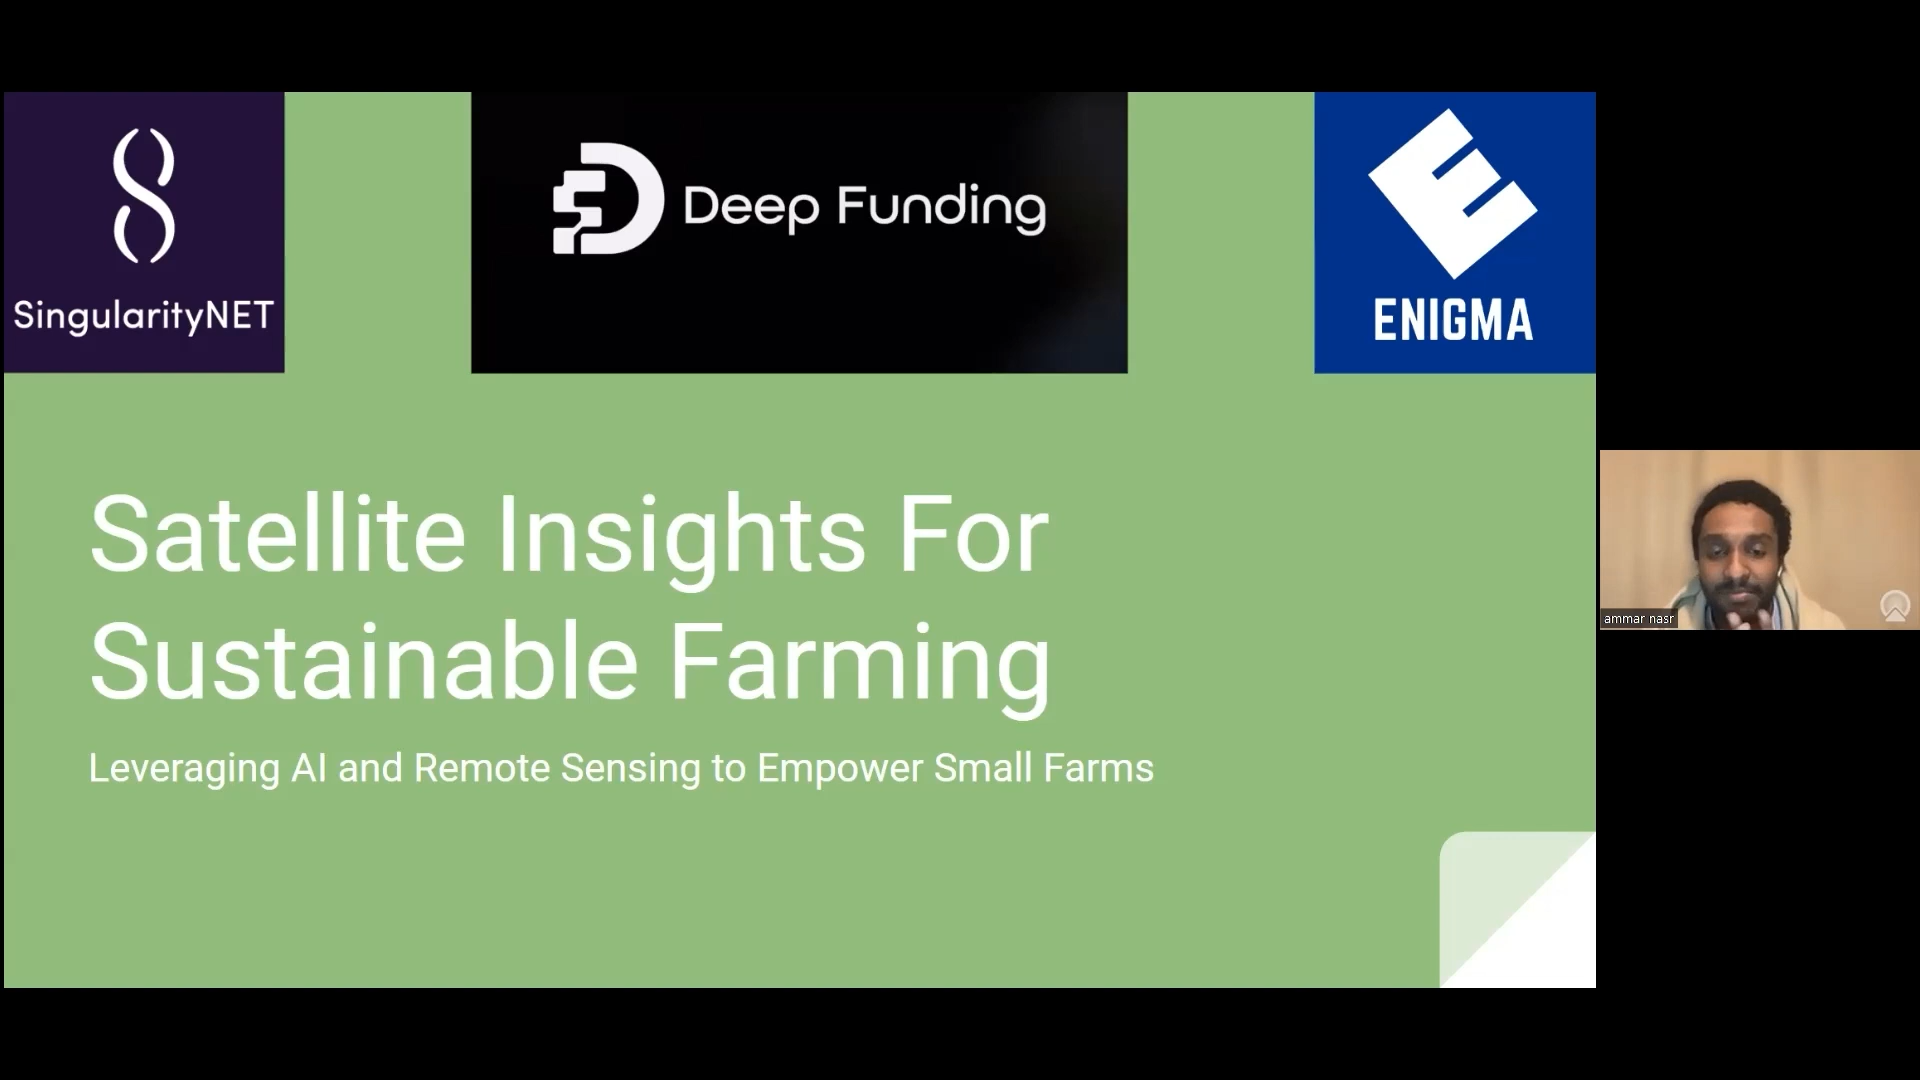 SingularityNET
Deep Funding
ENIGMA
Satellite Insights For
Sustainable Farming
Leveraging AI and Remote Sensing to Empower Small Farms
ammar nasr